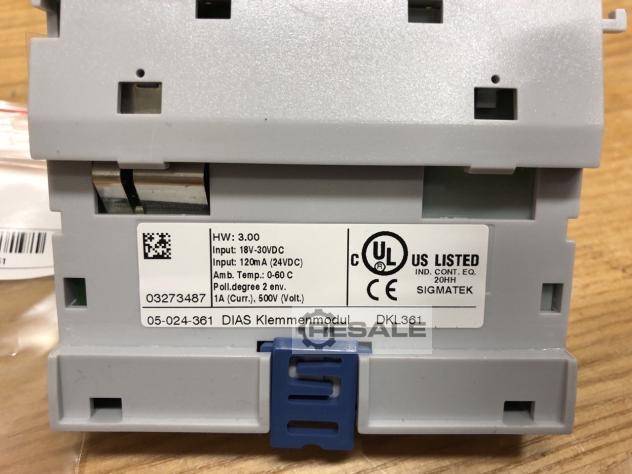 HW: 3.00
Input: 18V-30VDC
Input: 120mA (24VDC)
Amb. Temp.: 0-60 C
Poll.degree 2 env.
03273487 1A (Curr.), 500V (Volt.)
C UL US LISTED
IND. CONT. EQ.
20HH
CE SIGMATEK
05-024-361 DIAS Klemmenmodul DKL361
HESALE